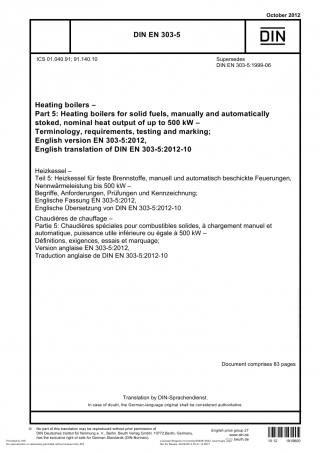 October 2012
DIN EN 303-5
DIN
ICS 01.040.91; 91.140.10
Supersedes
DIN EN 303-5:1999-06
Heating boilers –
Part 5: Heating boilers for solid fuels, manually and automatically
stoked, nominal heat output of up to 500 kW –
Terminology, requirements, testing and marking;
English version EN 303-5:2012,
English translation of DIN EN 303-5:2012-10
Heizkessel –
Teil 5: Heizkessel für feste Brennstoffe, manuell und automatisch beschickte Feuerungen,
Nennwärmeleistung bis 500 kW –
Begriffe, Anforderungen, Prüfungen und Kennzeichnung;
Englische Fassung EN 303-5:2012,
Englische Übersetzung von DIN EN 303-5:2012-10
Chaudières de chauffage –
Partie 5: Chaudières spéciales pour combustibles solides, à chargement manuel et
automatique, puissance utile inférieure ou égale à 500 kW –
Définitions, exigences, essais et marquage;
Version anglaise EN 303-5:2012,
Traduction anglaise de DIN EN 303-5:2012-10
Document comprises 83 pages
Translation by DIN-Sprachendienst.
In case of doubt, the German-language original shall be considered authoritative.
© No part of this translation may be reproduced without prior permission of
DIN Deutsches Institut für Normung e. V., Berlin. Beuth Verlag GmbH, 10772 Berlin, Germany,
has the exclusive right of sale for German Standards (DIN-Normen).
English price group 27
www.din.de
www.beuth.de
10.12